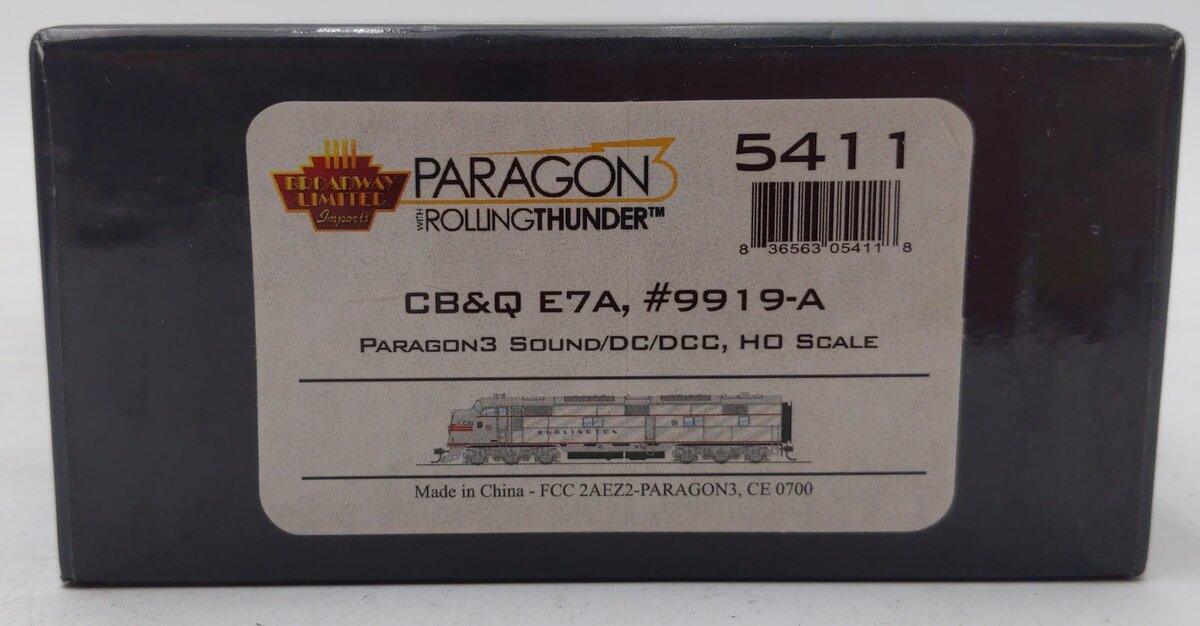 BROADWAY
LIMITED
Imports
PARAGON3
WITH ROLLINGTHUNDER™
5411
8 36563 05411 8
CB&Q E7A, #9919-A
PARAGON3 SOUND/DC/DCC, HO SCALE
BURLINGTON
Made in China - FCC 2AEZ2-PARAGON3, CE 0700